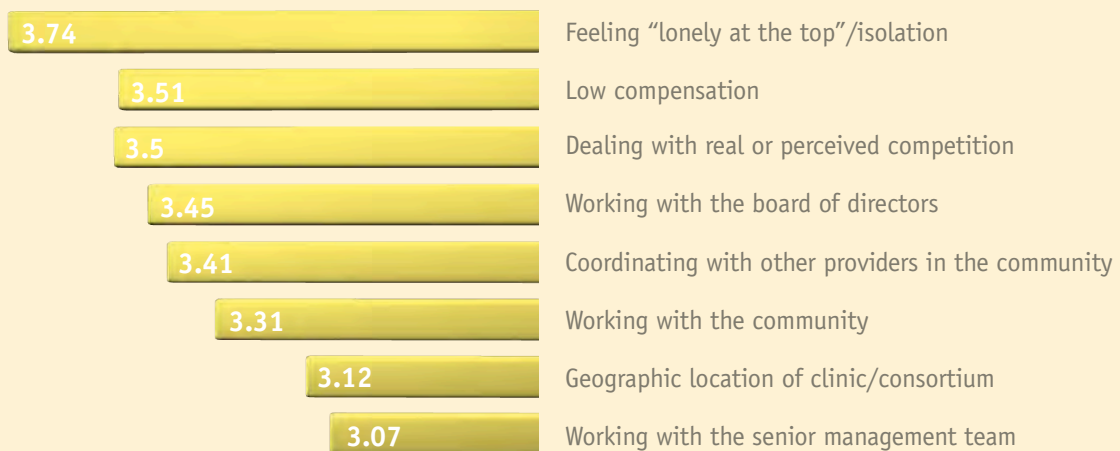 3.74 Feeling “lonely at the top”/isolation
3.51 Low compensation
3.5 Dealing with real or perceived competition
3.45 Working with the board of directors
3.41 Coordinating with other providers in the community
3.31 Working with the community
3.12 Geographic location of clinic/consortium
3.07 Working with the senior management team